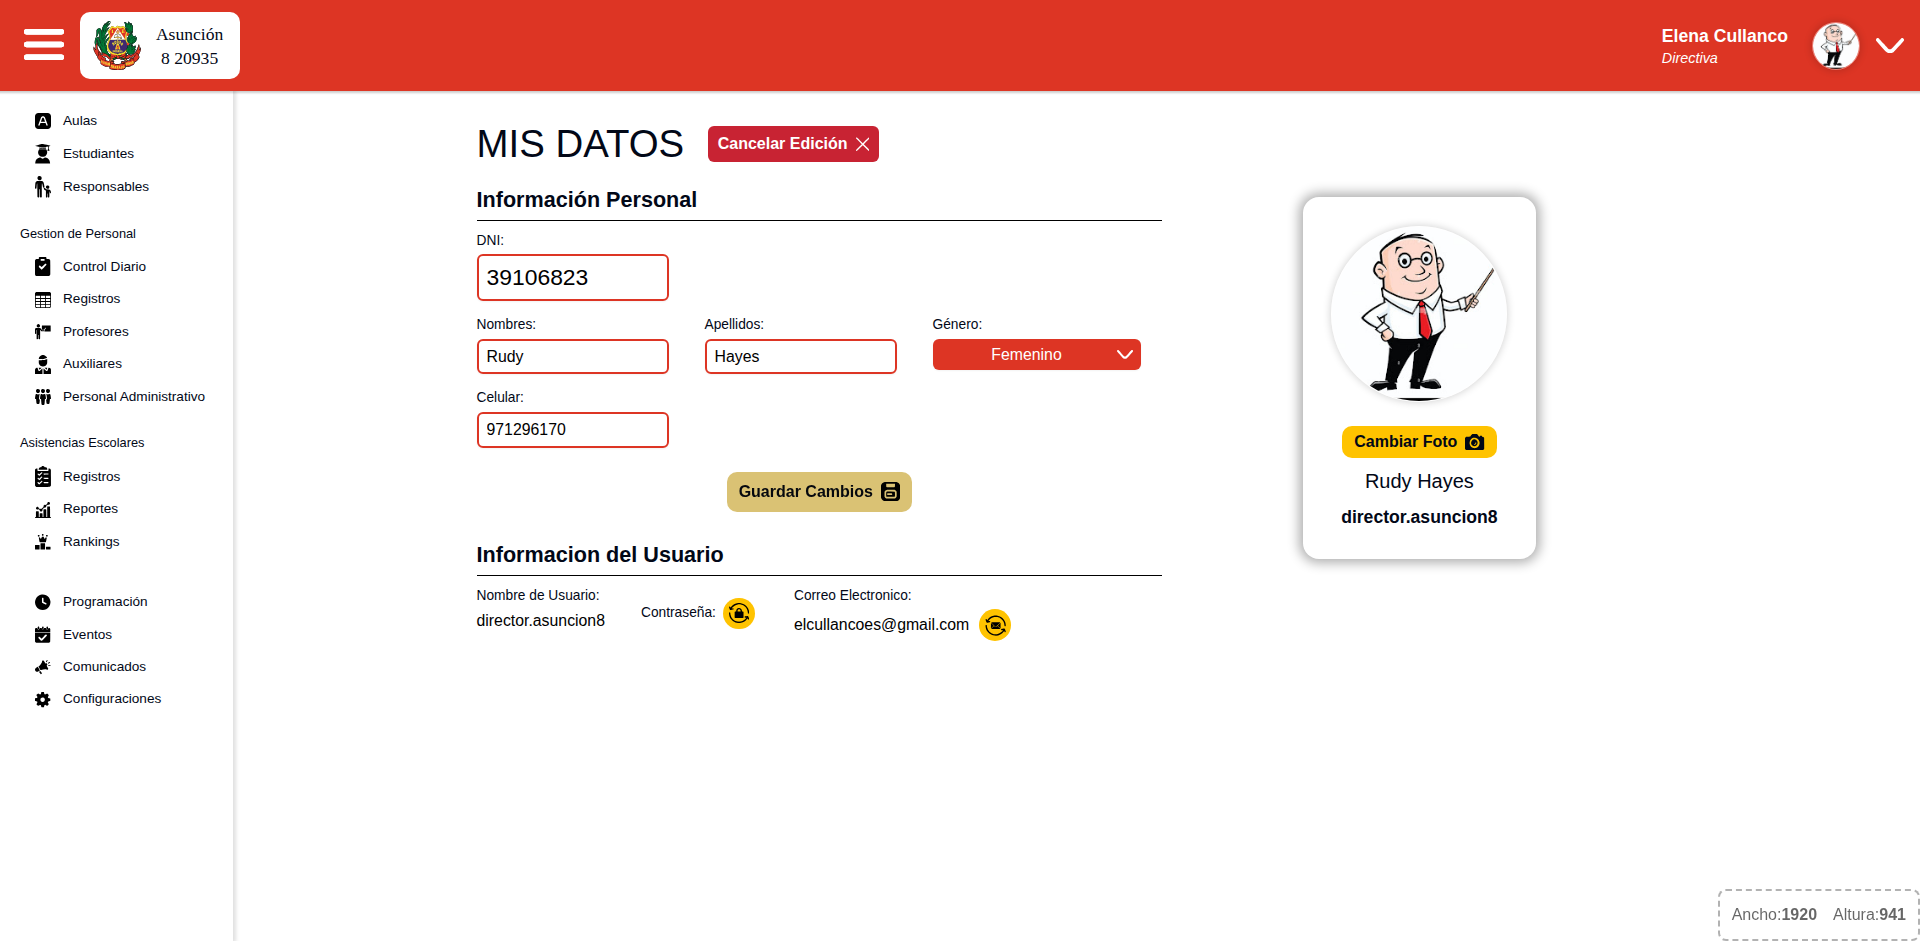 Asunción
8 20935
Elena Cullanco
Directiva
Aulas
Estudiantes
Responsables
Gestion de Personal
Control Diario
Registros
Profesores
Auxiliares
Personal Administrativo
Asistencias Escolares
Registros
Reportes
Rankings
Programación
Eventos
Comunicados
Configuraciones
MIS DATOS
Cancelar Edición
Información Personal
DNI:
39106823
Nombres: Apellidos: Género:
Rudy Hayes Femenino
Celular:
971296170
Guardar Cambios
Informacion del Usuario
Nombre de Usuario: Contraseña: Correo Electronico:
director.asuncion8 elcullancoes@gmail.com
Cambiar Foto
Rudy Hayes
director.asuncion8
Ancho:1920 Altura:941